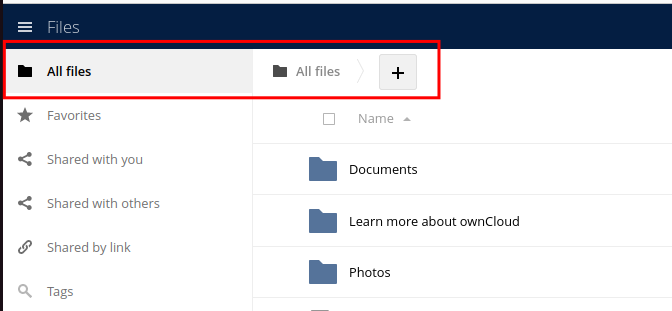 Files
All files
Favorites
Shared with you
Shared with others
Shared by link
Tags
All files
Name
Documents
Learn more about ownCloud
Photos